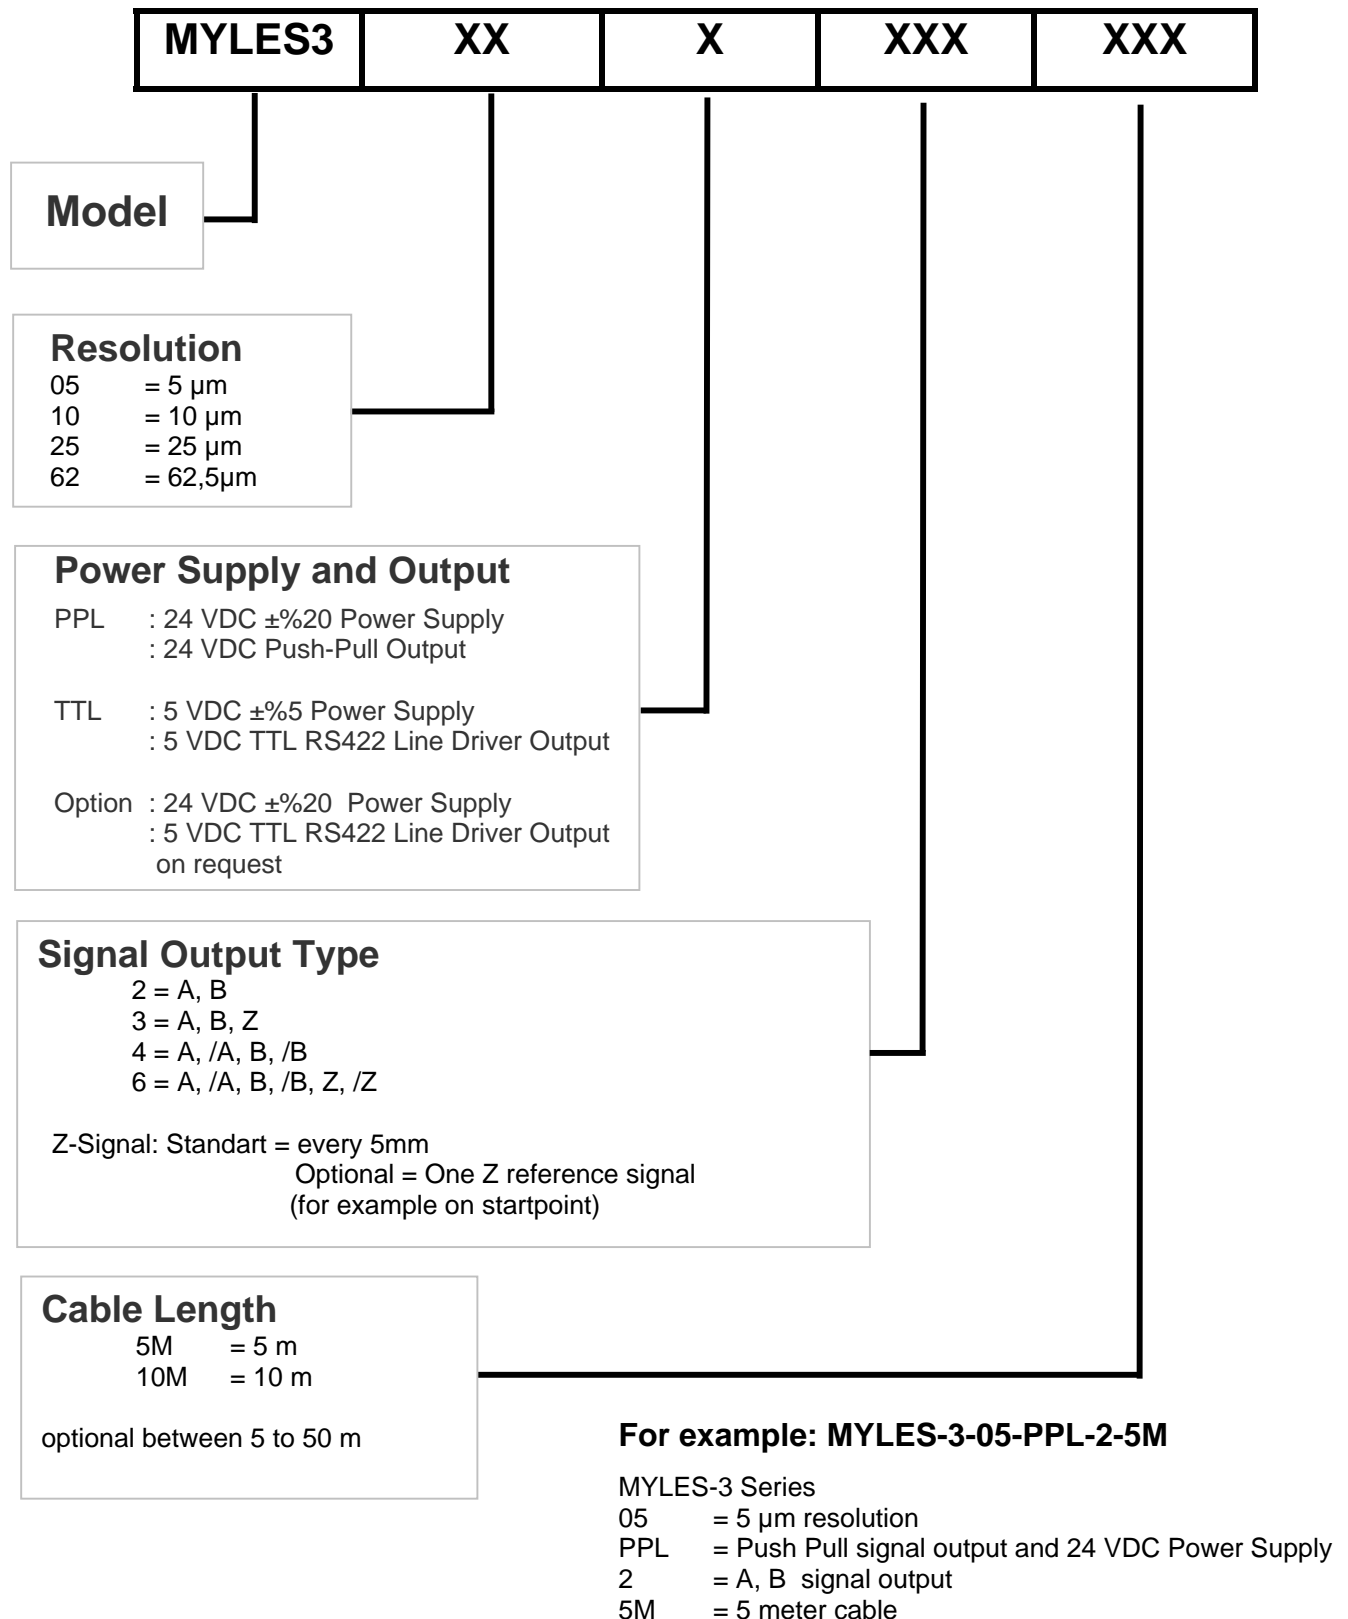 MYLES3 XX X XXX XXX
Model
Resolution
05 = 5 µm
10 = 10 µm
25 = 25 µm
62 = 62,5µm
Power Supply and Output
PPL : 24 VDC ±%20 Power Supply
: 24 VDC Push-Pull Output
TTL : 5 VDC ±%5 Power Supply
: 5 VDC TTL RS422 Line Driver Output
Option : 24 VDC ±%20 Power Supply
: 5 VDC TTL RS422 Line Driver Output
on request
Signal Output Type
2 = A, B
3 = A, B, Z
4 = A, /A, B, /B
6 = A, /A, B, /B, Z, /Z
Z-Signal: Standart = every 5mm
Optional = One Z reference signal
(for example on startpoint)
Cable Length
5M = 5 m
10M = 10 m
optional between 5 to 50 m
For example: MYLES-3-05-PPL-2-5M
MYLES-3 Series
05 = 5 µm resolution
PPL = Push Pull signal output and 24 VDC Power Supply
2 = A, B signal output
5M = 5 meter cable